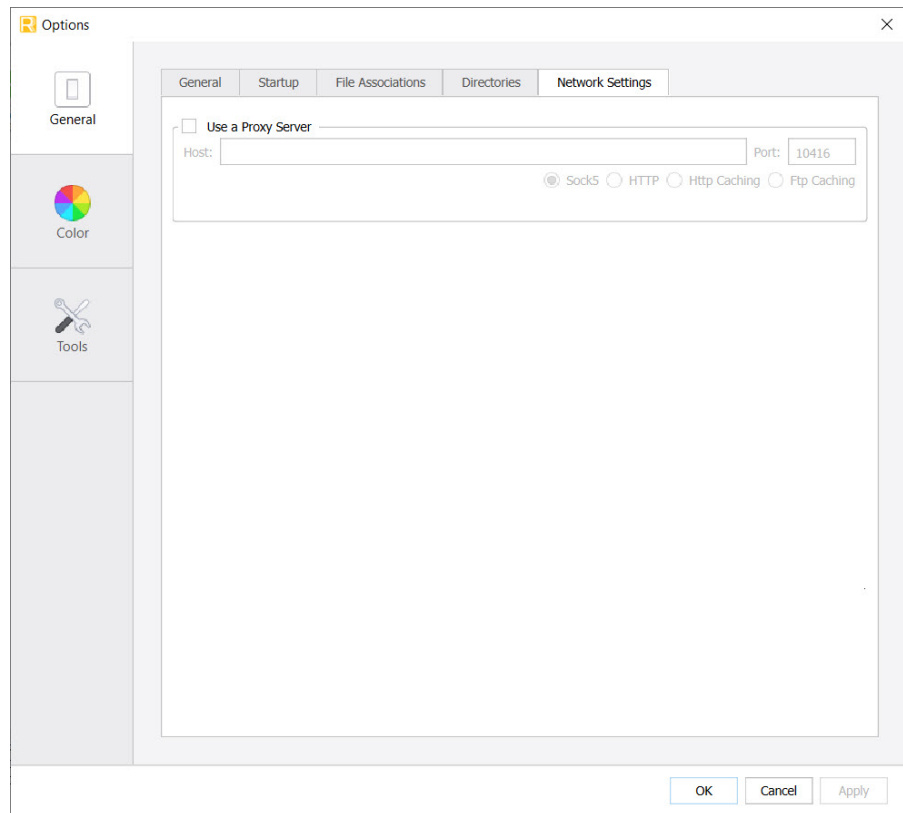 Options
General
Color
Tools
General Startup File Associations Directories Network Settings
Use a Proxy Server
Host: Port: 10416
Sock5 HTTP Http Caching Ftp Caching
OK Cancel Apply